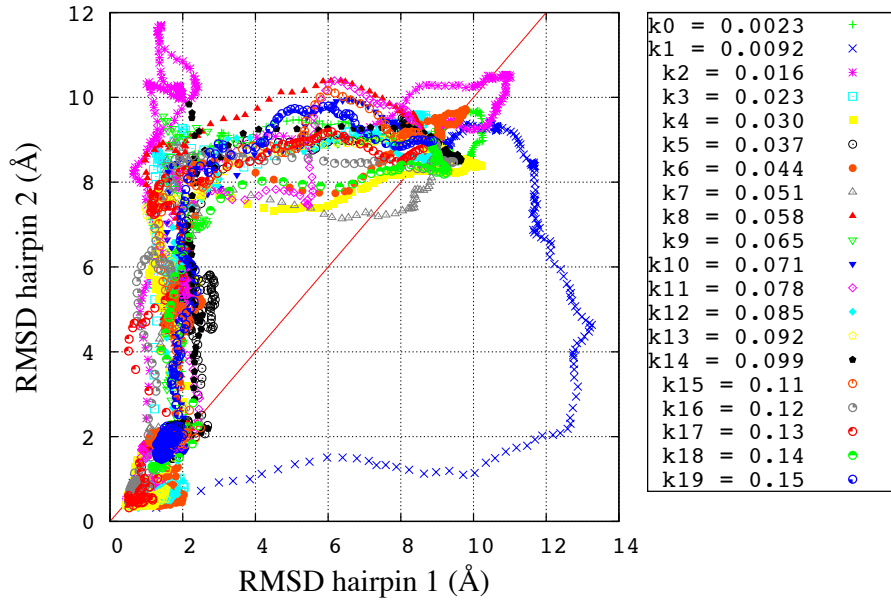 12
10
8
6
4
2
0
0 2 4 6 8 10 12 14
RMSD hairpin 2 (Å)
RMSD hairpin 1 (Å)
k0 = 0.0023
k1 = 0.0092
k2 = 0.016
k3 = 0.023
k4 = 0.030
k5 = 0.037
k6 = 0.044
k7 = 0.051
k8 = 0.058
k9 = 0.065
k10 = 0.071
k11 = 0.078
k12 = 0.085
k13 = 0.092
k14 = 0.099
k15 = 0.11
k16 = 0.12
k17 = 0.13
k18 = 0.14
k19 = 0.15